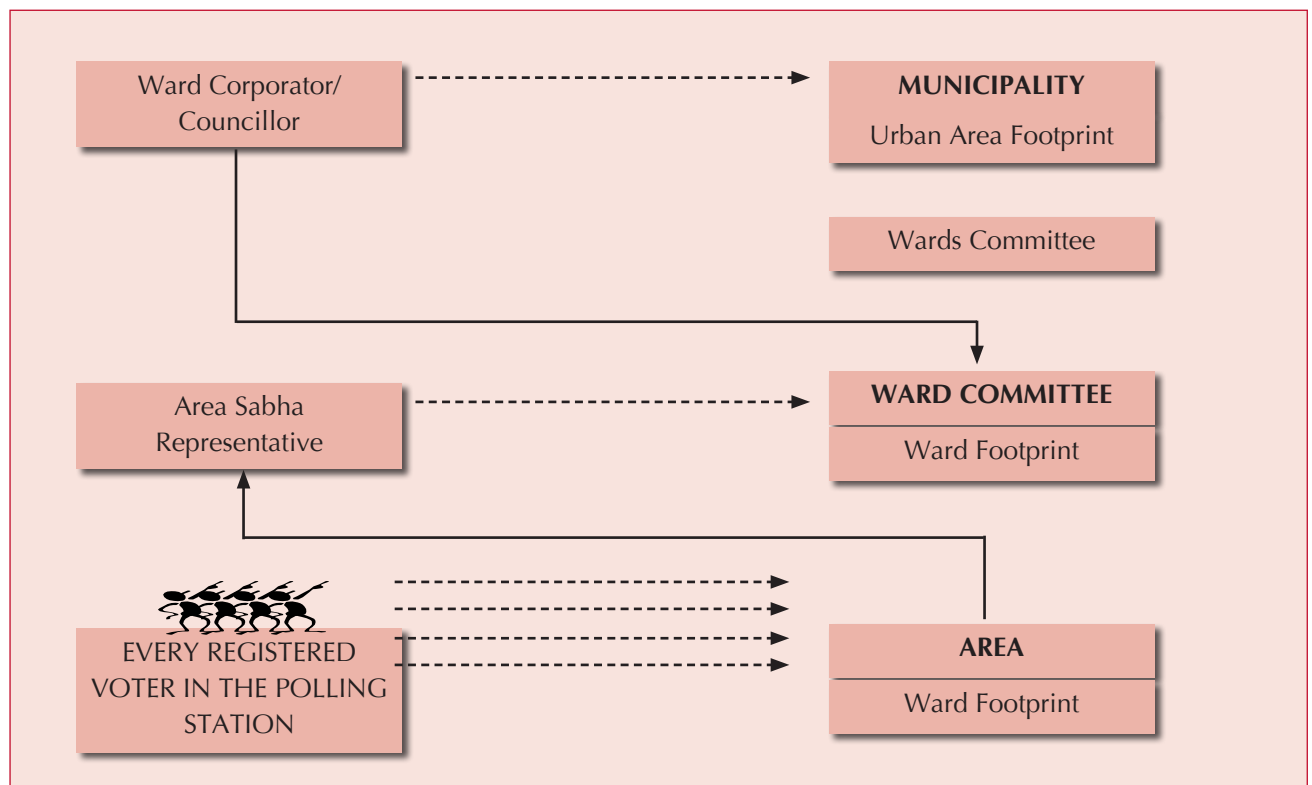 Ward Corporator/
Councillor
MUNICIPALITY
Urban Area Footprint
Wards Committee
Area Sabha
Representative
WARD COMMITTEE
Ward Footprint
EVERY REGISTERED
VOTER IN THE POLLING
STATION
AREA
Ward Footprint